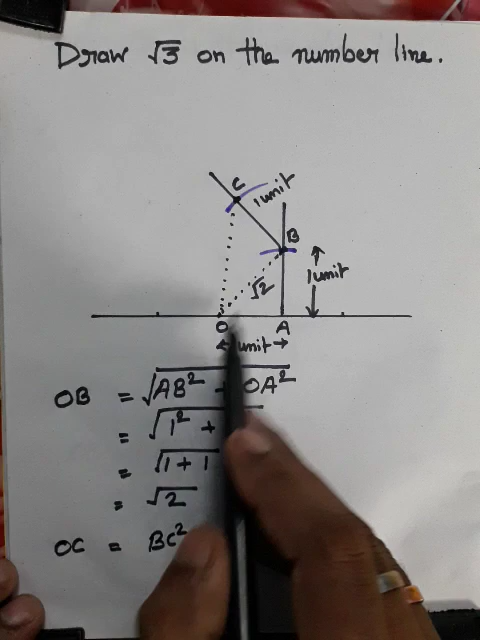 Draw √3 on the number line.
C
1unit
B
√2
1unit
O A
unit
OB = √AB² + OA²
= √1² +
= √1 + 1
= √2
OC = BC²